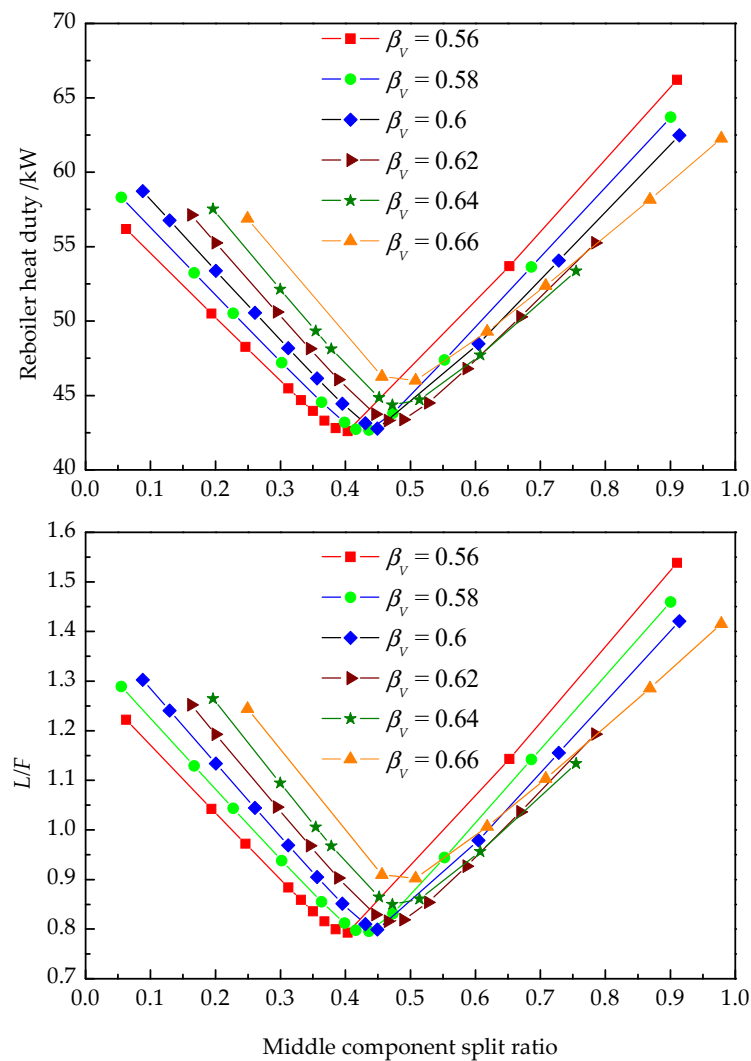 Reboiler heat duty /kW
70
65
60
55
50
45
40
β_V = 0.56
β_V = 0.58
β_V = 0.6
β_V = 0.62
β_V = 0.64
β_V = 0.66
0.0 0.1 0.2 0.3 0.4 0.5 0.6 0.7 0.8 0.9 1.0
L/F
1.6
1.5
1.4
1.3
1.2
1.1
1.0
0.9
0.8
0.7
β_V = 0.56
β_V = 0.58
β_V = 0.6
β_V = 0.62
β_V = 0.64
β_V = 0.66
0.0 0.1 0.2 0.3 0.4 0.5 0.6 0.7 0.8 0.9 1.0
Middle component split ratio